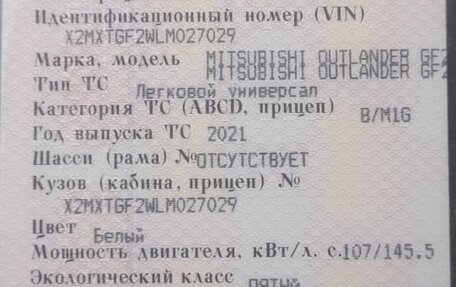 Идентификационный номер (VIN)
X2MXTGF2WLM027029
Марка, модель MITSUBISHI OUTLANDER GF2
MITSUBISHI OUTLANDER GF2
Тип ТС Легковой универсал
Категория ТС (ABCD, прицеп) B/M1G
Год выпуска ТС 2021
Шасси (рама) № ОТСУТСТВУЕТ
Кузов (кабина, прицеп) №
X2MXTGF2WLM027029
Цвет Белый
Мощность двигателя, кВт/л. с. 107/145.5
Экологический класс пятый